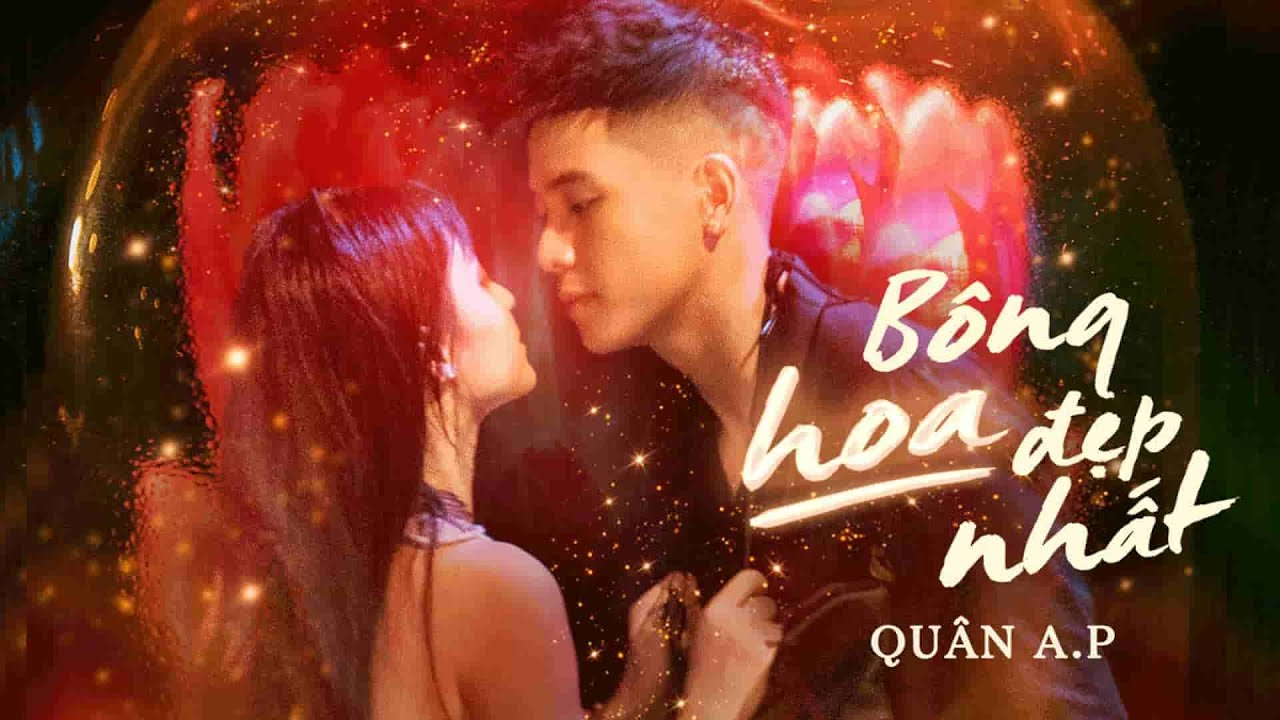 Bông
hoa đẹp
nhất
QUÂN A.P